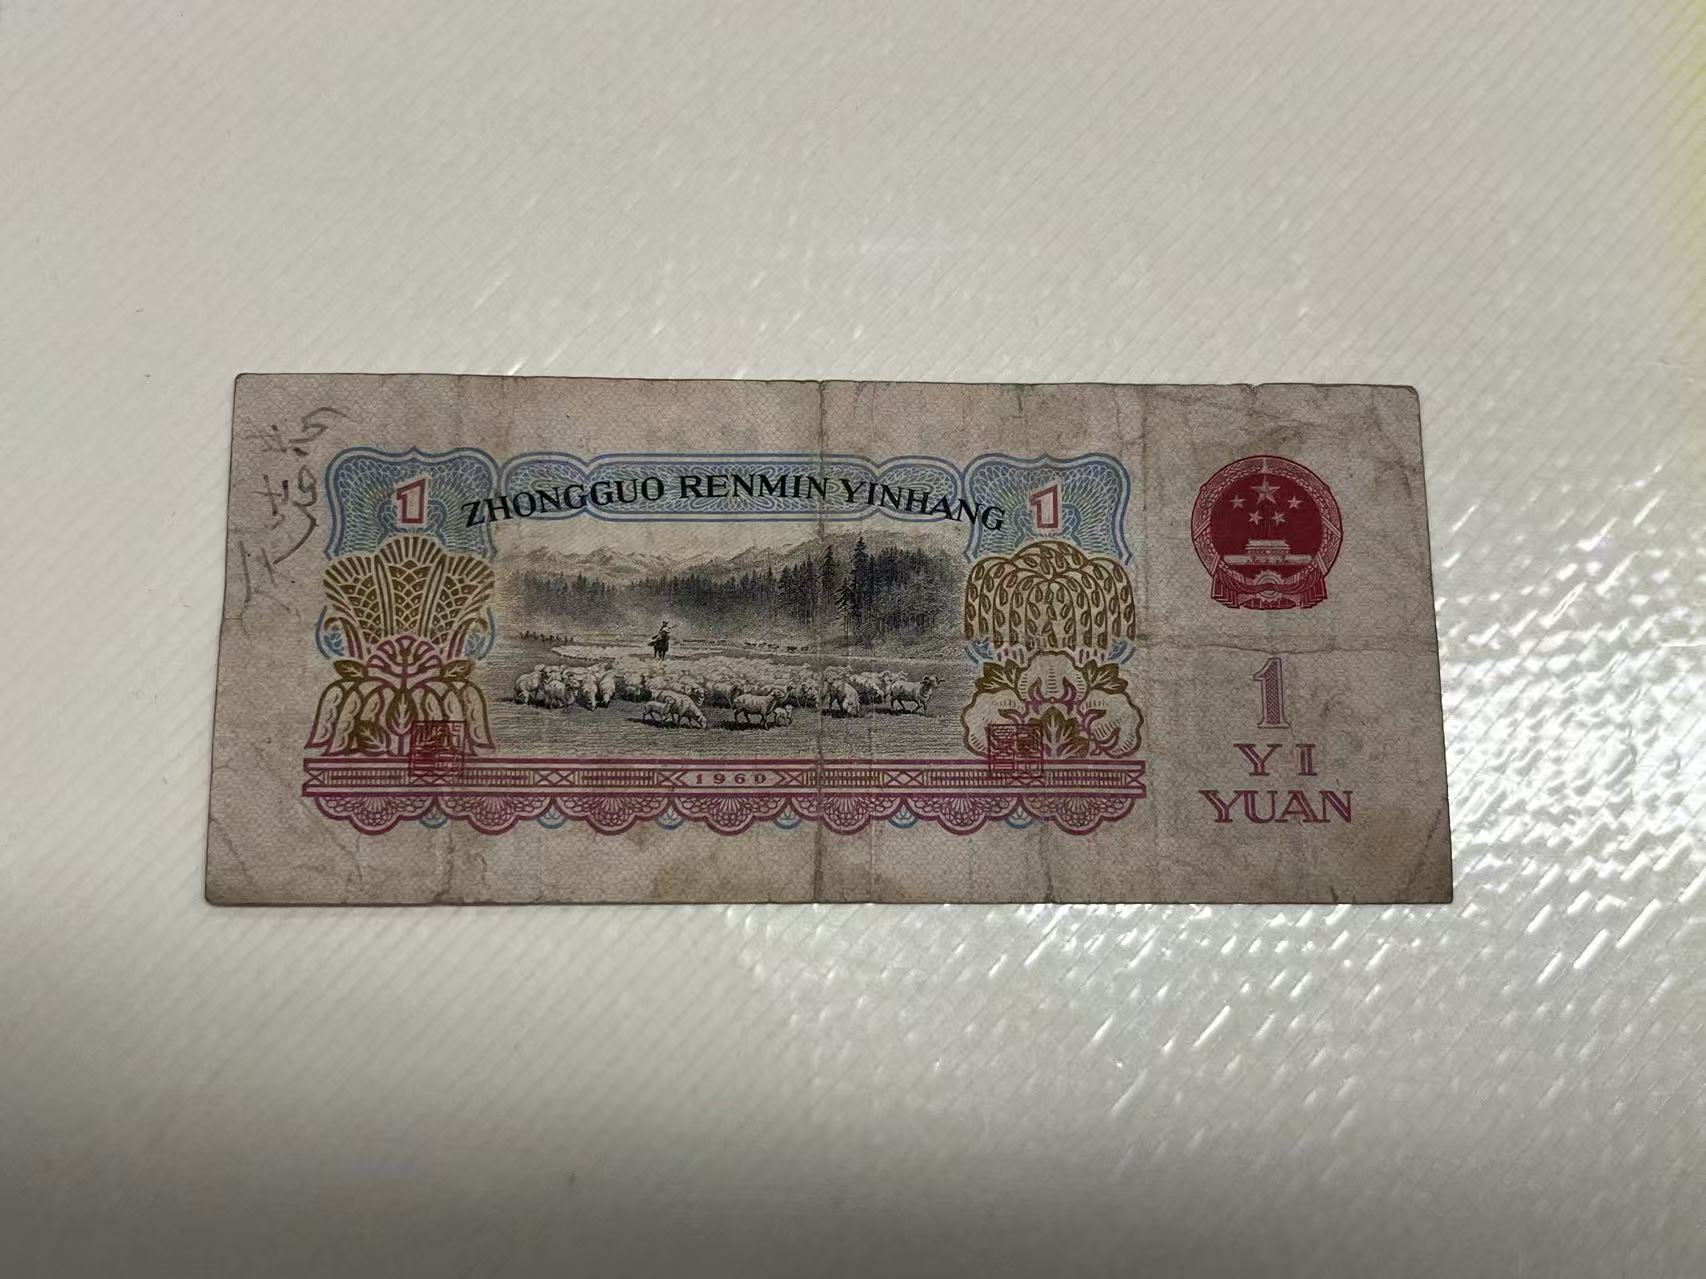 1 ZHONGGUO RENMIN YINHANG 1
1960
1
YI
YUAN